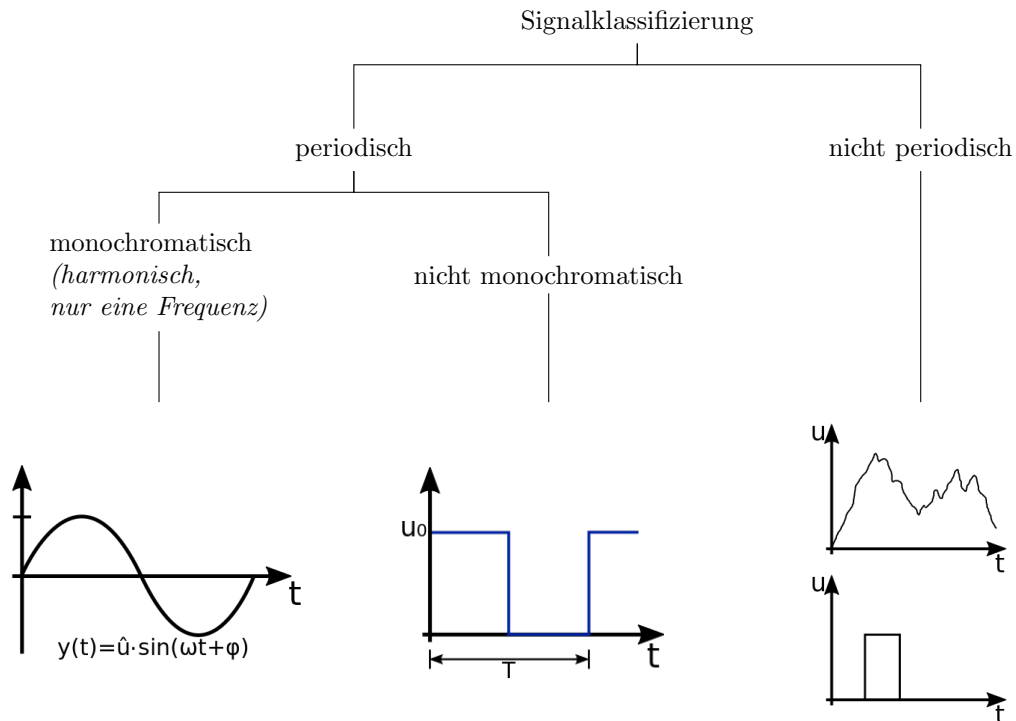 Signalklassifizierung
periodisch
nicht periodisch
monochromatisch
(harmonisch,
nur eine Frequenz)
nicht monochromatisch
t
y(t)=û·sin(ωt+φ)
u₀
t
T
u
t
u
t